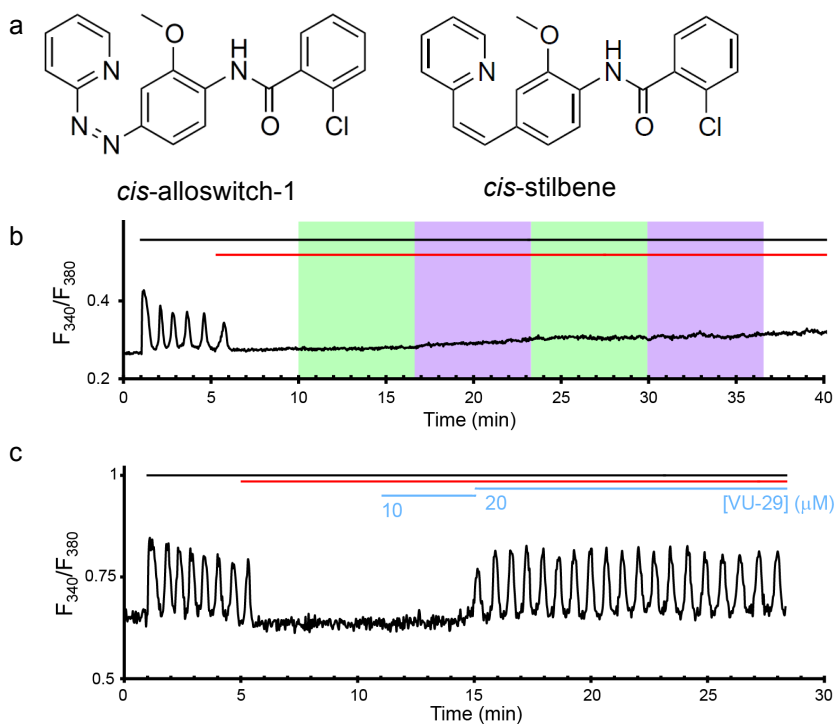 a
N
O
H
N
N
N
O
Cl
cis-alloswitch-1
N
O
H
N
O
Cl
cis-stilbene
b
F340/F380
0.4
0.2
0 5 10 15 20 25 30 35 40
Time (min)
c
F340/F380
1
0.75
0.5
10
20
[VU-29] (μM)
0 5 10 15 20 25 30
Time (min)